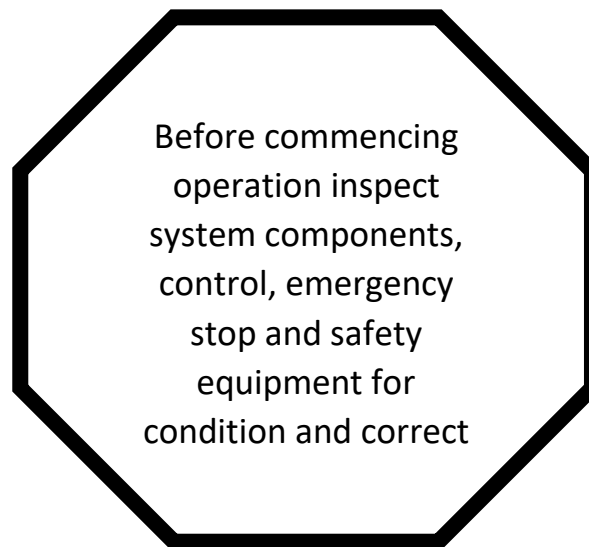 Before commencing
operation inspect
system components,
control, emergency
stop and safety
equipment for
condition and correct